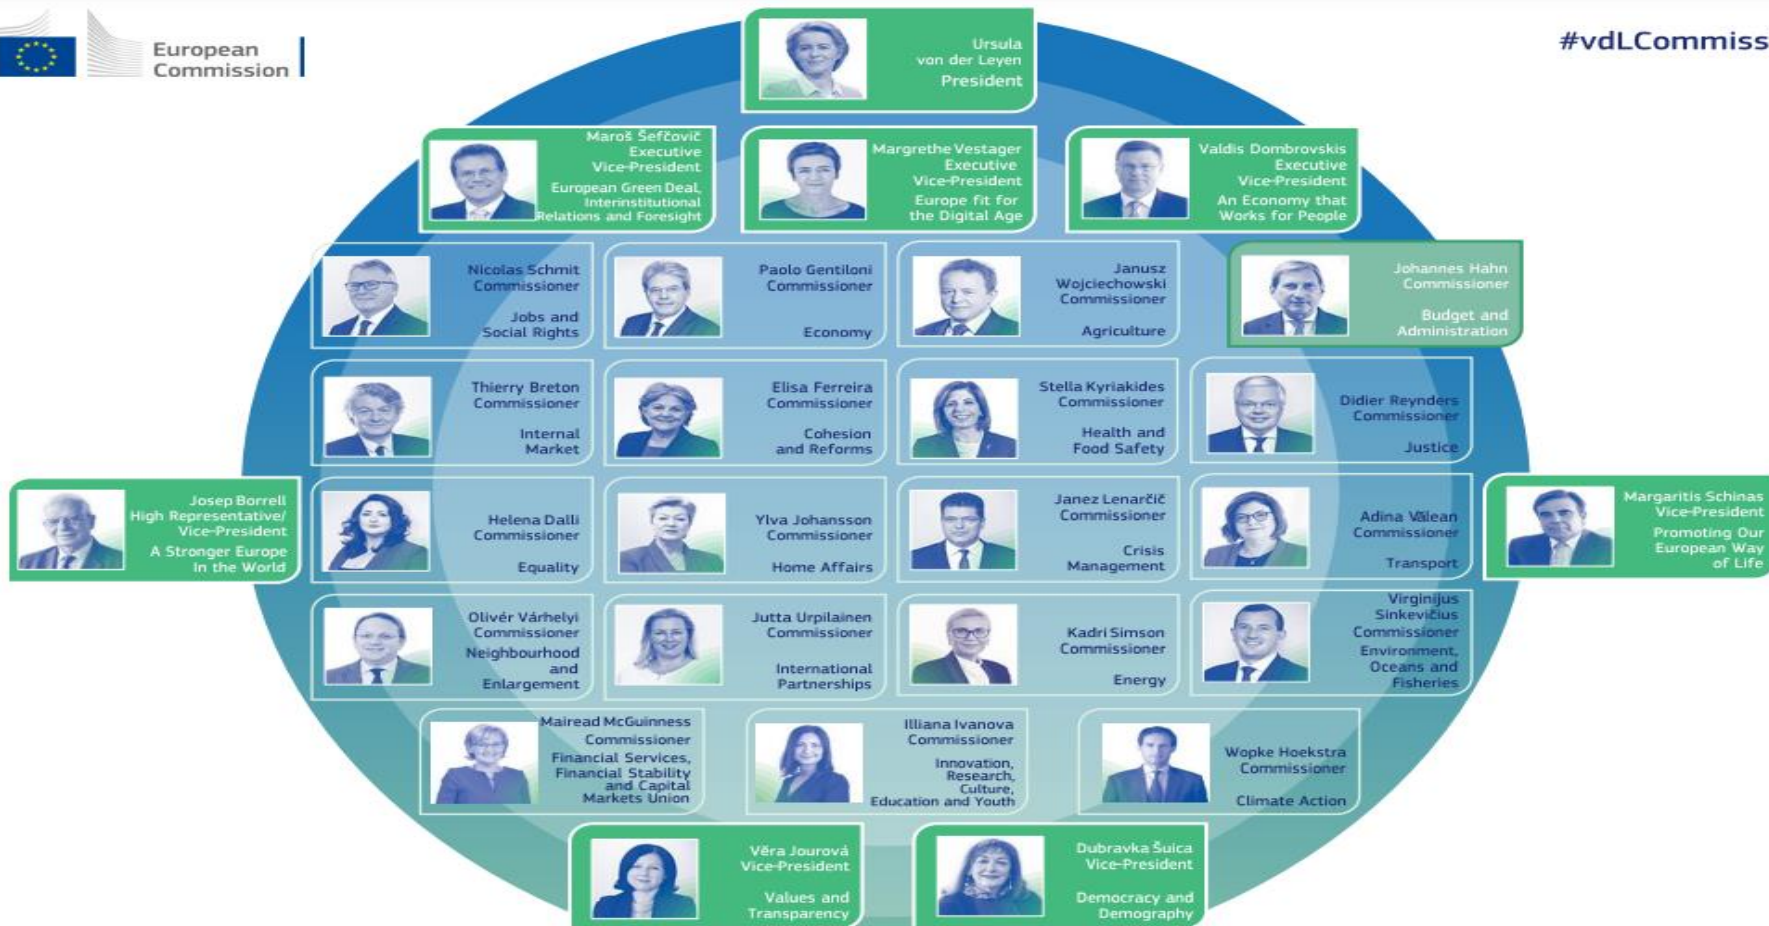 European
Commission
#vdLCommiss
Ursula
von der Leyen
President
Maroš Šefčovič
Executive
Vice-President
European Green Deal,
Interinstitutional
Relations and Foresight
Margrethe Vestager
Executive
Vice-President
Europe fit for
the Digital Age
Valdis Dombrovskis
Executive
Vice-President
An Economy that
Works for People
Nicolas Schmit
Commissioner
Jobs and
Social Rights
Paolo Gentiloni
Commissioner
Economy
Janusz
Wojciechowski
Commissioner
Agriculture
Johannes Hahn
Commissioner
Budget and
Administration
Thierry Breton
Commissioner
Internal
Market
Elisa Ferreira
Commissioner
Cohesion
and Reforms
Stella Kyriakides
Commissioner
Health and
Food Safety
Didier Reynders
Commissioner
Justice
Josep Borrell
High Representative/
Vice-President
A Stronger Europe
In the World
Helena Dalli
Commissioner
Equality
Ylva Johansson
Commissioner
Home Affairs
Janez Lenarčič
Commissioner
Crisis
Management
Adina Vălean
Commissioner
Transport
Margaritis Schinas
Vice-President
Promoting Our
European Way
of Life
Olivér Várhelyi
Commissioner
Neighbourhood
and
Enlargement
Jutta Urpilainen
Commissioner
International
Partnerships
Kadri Simson
Commissioner
Energy
Virginijus
Sinkevičius
Commissioner
Environment,
Oceans and
Fisheries
Mairead McGuinness
Commissioner
Financial Services,
Financial Stability
and Capital
Markets Union
Illiana Ivanova
Commissioner
Innovation,
Research,
Culture,
Education and Youth
Wopke Hoekstra
Commissioner
Climate Action
Věra Jourová
Vice-President
Values and
Transparency
Dubravka Šuica
Vice-President
Democracy and
Demography